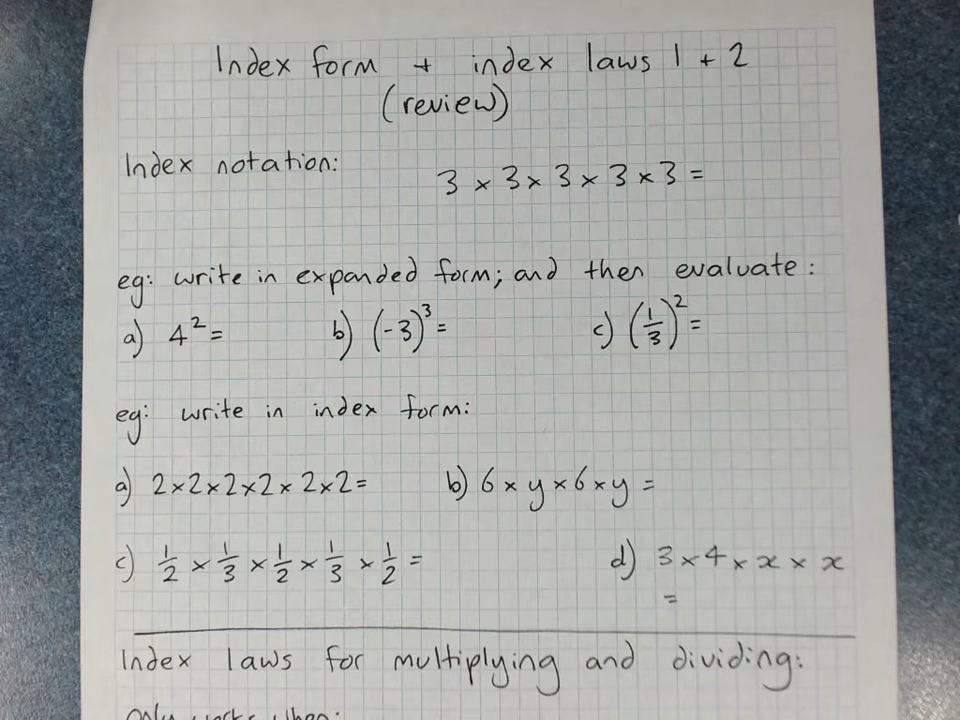 Index form + index laws 1 + 2
(review)
Index notation: 3 × 3 × 3 × 3 × 3 =
eg: write in expanded form; and then evaluate:
a) 4² = b) (-3)³ = c) (1/3)² =
eg: write in index form:
a) 2×2×2×2×2×2= b) 6×y×6×y =
c) 1/2 × 1/3 × 1/2 × 1/3 × 1/2 = d) 3×4×x×x
=
Index laws for multiplying and dividing:
only works when: